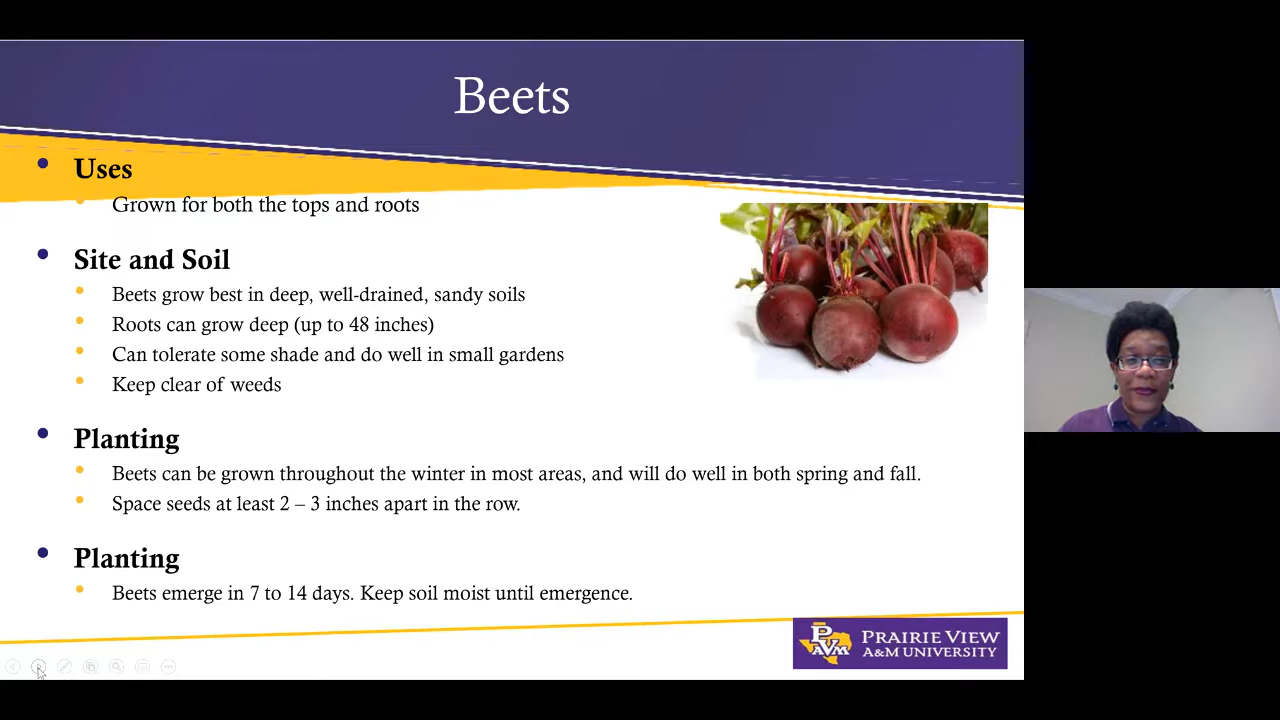 Beets
Uses
Grown for both the tops and roots
Site and Soil
Beets grow best in deep, well-drained, sandy soils
Roots can grow deep (up to 48 inches)
Can tolerate some shade and do well in small gardens
Keep clear of weeds
Planting
Beets can be grown throughout the winter in most areas, and will do well in both spring and fall.
Space seeds at least 2 – 3 inches apart in the row.
Planting
Beets emerge in 7 to 14 days. Keep soil moist until emergence.
PVAM
PRAIRIE VIEW
A&M UNIVERSITY